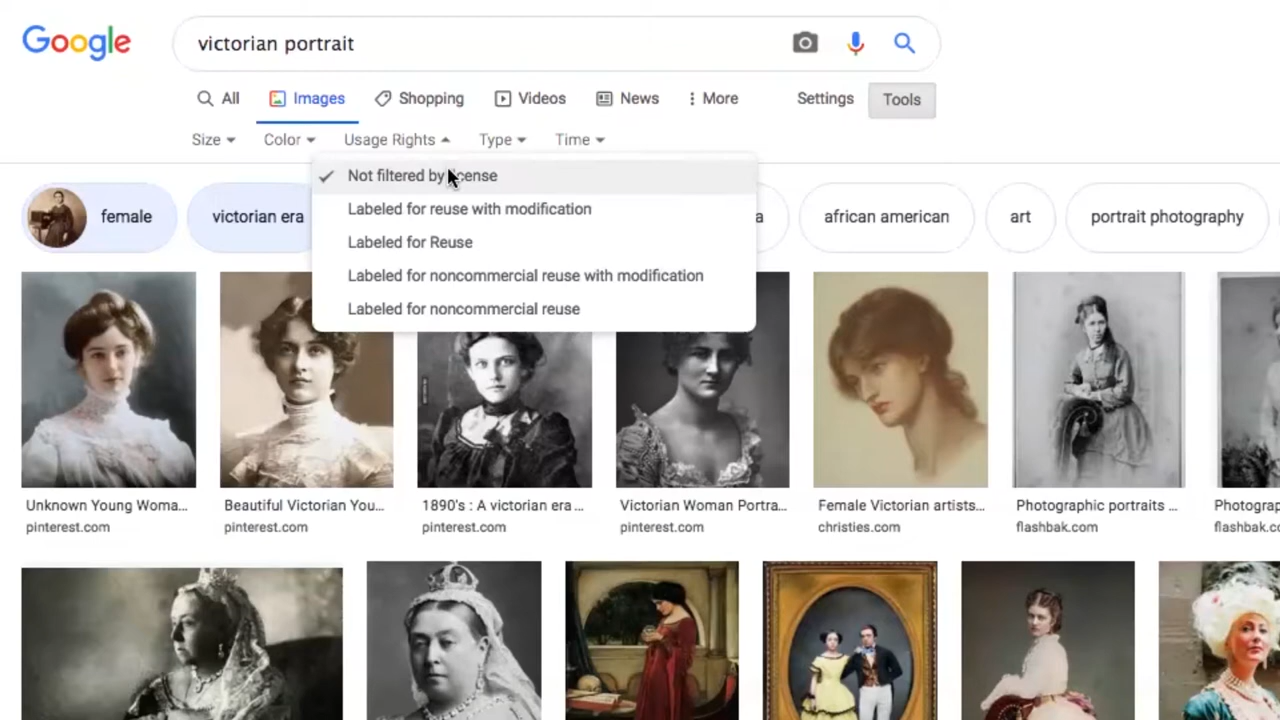 Google
victorian portrait
All Images Shopping Videos News More Settings Tools
Size Color Usage Rights Type Time
Not filtered by license
Labeled for reuse with modification
Labeled for Reuse
Labeled for noncommercial reuse with modification
Labeled for noncommercial reuse
female victorian era african american art portrait photography
Unknown Young Woma... Beautiful Victorian You... 1890's : A victorian era ... Victorian Woman Portra... Female Victorian artists... Photographic portraits ... Photograp
pinterest.com pinterest.com pinterest.com pinterest.com christies.com flashbak.com flashbak.c